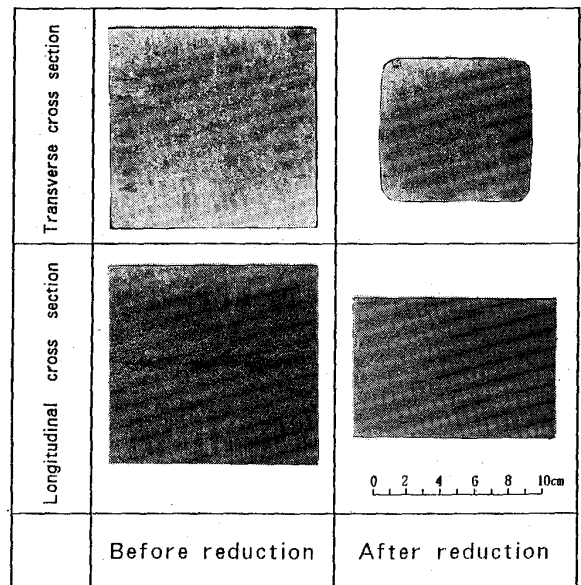 Transverse cross section
Longitudinal cross section
0 2 4 6 8 10cm
Before reduction
After reduction